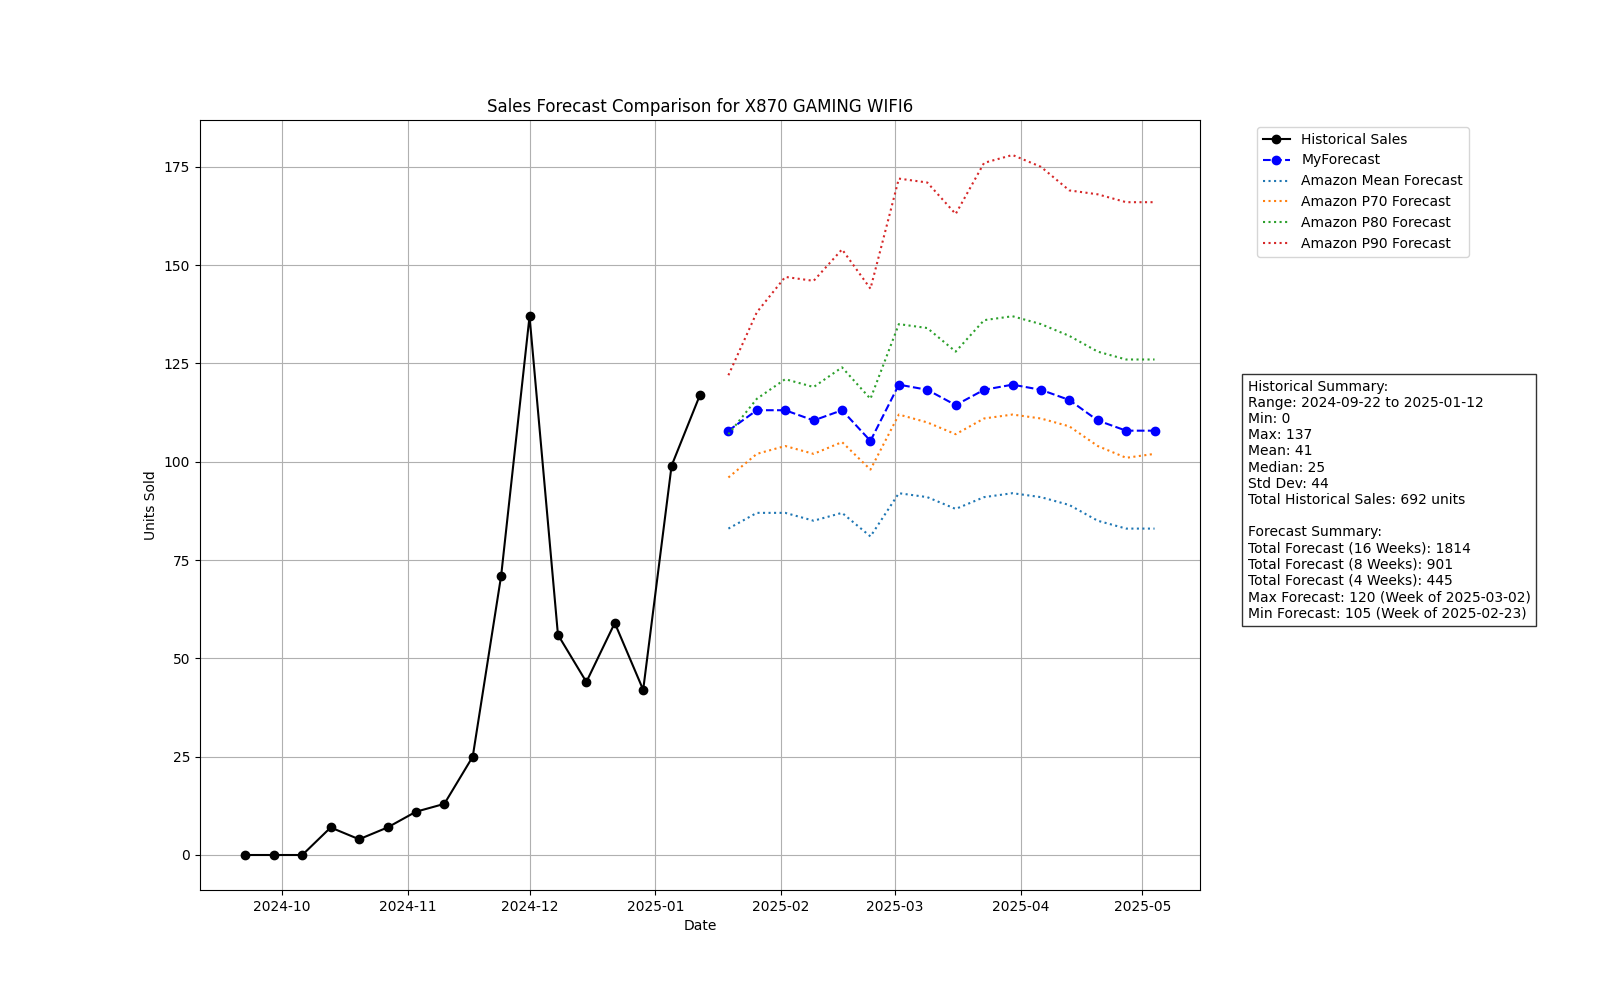 Sales Forecast Comparison for X870 GAMING WIFI6
Historical Sales
MyForecast
Amazon Mean Forecast
Amazon P70 Forecast
Amazon P80 Forecast
Amazon P90 Forecast
175
150
125
100
75
50
25
0
Units Sold
2024-10
2024-11
2024-12
2025-01
2025-02
2025-03
2025-04
2025-05
Date
Historical Summary:
Range: 2024-09-22 to 2025-01-12
Min: 0
Max: 137
Mean: 41
Median: 25
Std Dev: 44
Total Historical Sales: 692 units
Forecast Summary:
Total Forecast (16 Weeks): 1814
Total Forecast (8 Weeks): 901
Total Forecast (4 Weeks): 445
Max Forecast: 120 (Week of 2025-03-02)
Min Forecast: 105 (Week of 2025-02-23)